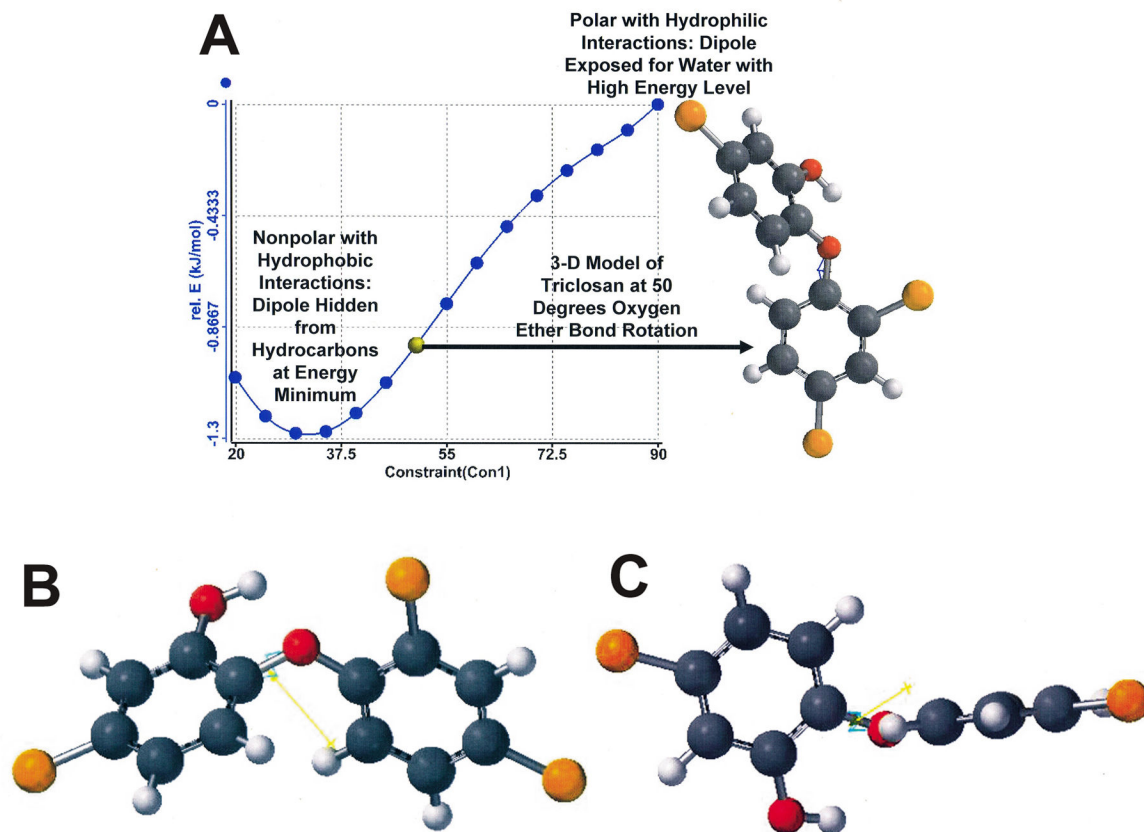 A
Polar with Hydrophilic
Interactions: Dipole
Exposed for Water with
High Energy Level
0
-0.4333
-0.8667
-1.3
rel. E (kJ/mol)
Nonpolar with
Hydrophobic
Interactions:
Dipole Hidden
from
Hydrocarbons
at Energy
Minimum
3-D Model of
Triclosan at 50
Degrees Oxygen
Ether Bond Rotation
20 37.5 55 72.5 90
Constraint(Con1)
B
C